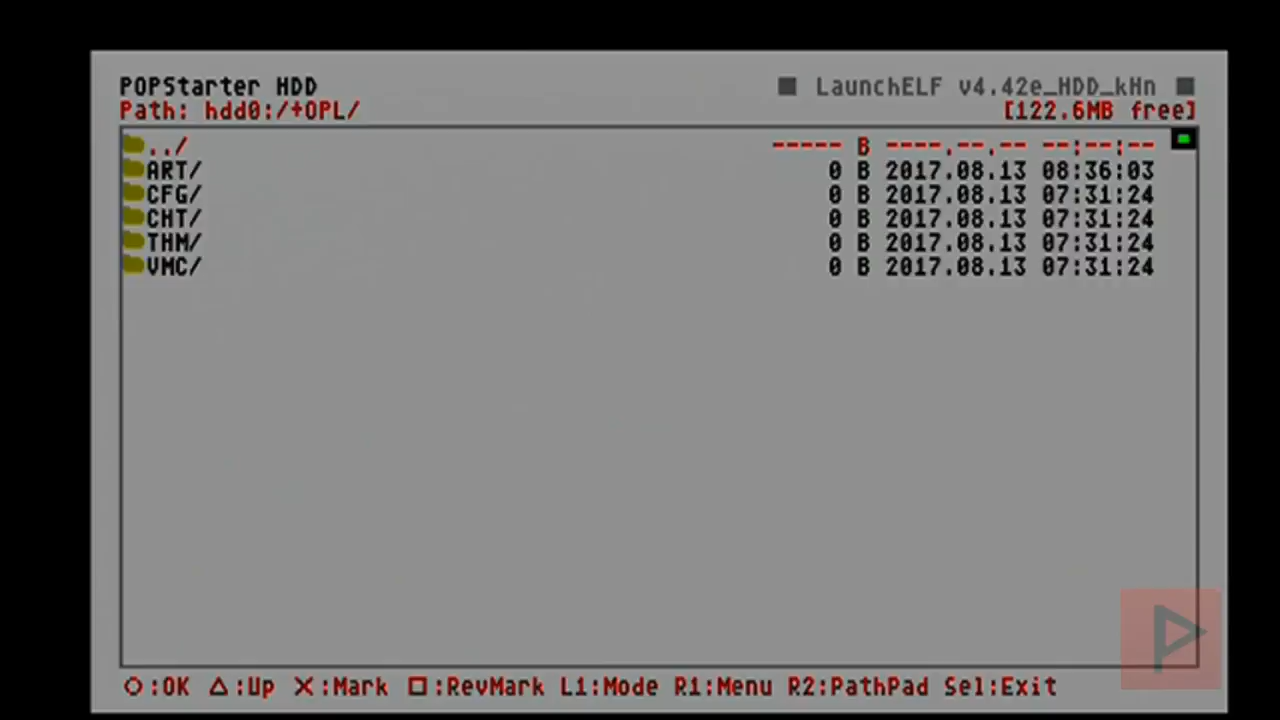 POPStarter HDD ■ LaunchELF v4.42e_HDD_kHn ■
Path: hdd0:/+OPL/ [122.6MB free]
../ ----- B ----.--.-- --:--:--
ART/ 0 B 2017.08.13 08:36:03
CFG/ 0 B 2017.08.13 07:31:24
CHT/ 0 B 2017.08.13 07:31:24
THM/ 0 B 2017.08.13 07:31:24
VMC/ 0 B 2017.08.13 07:31:24
○:OK △:Up ×:Mark □:RevMark L1:Mode R1:Menu R2:PathPad Sel:Exit